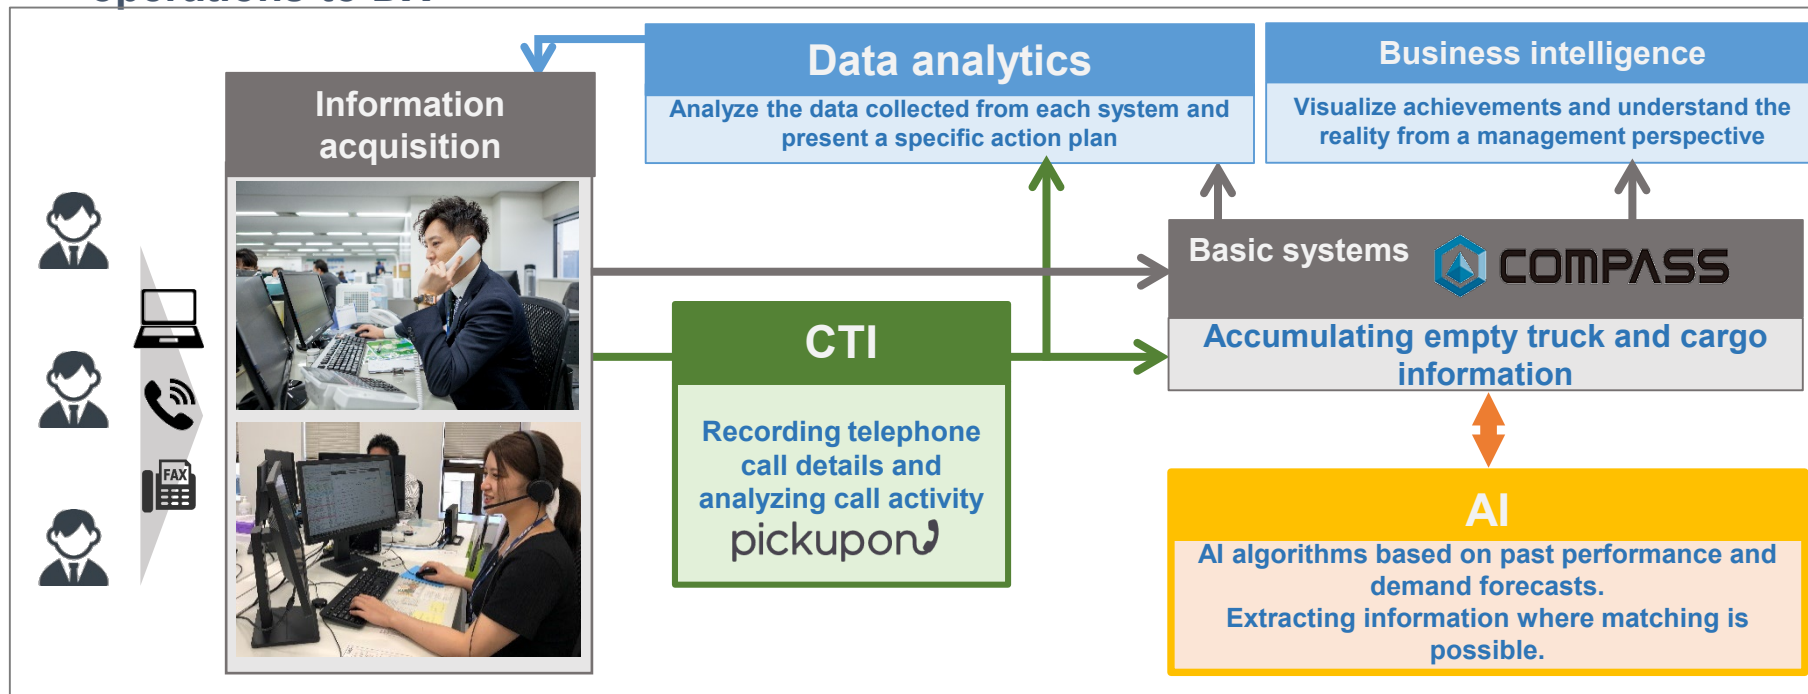 Information
acquisition
FAX
Data analytics
Analyze the data collected from each system and
present a specific action plan
Business intelligence
Visualize achievements and understand the
reality from a management perspective
CTI
Recording telephone
call details and
analyzing call activity
pickupon
Basic systems
COMPASS
Accumulating empty truck and cargo
information
AI
AI algorithms based on past performance and
demand forecasts.
Extracting information where matching is
possible.